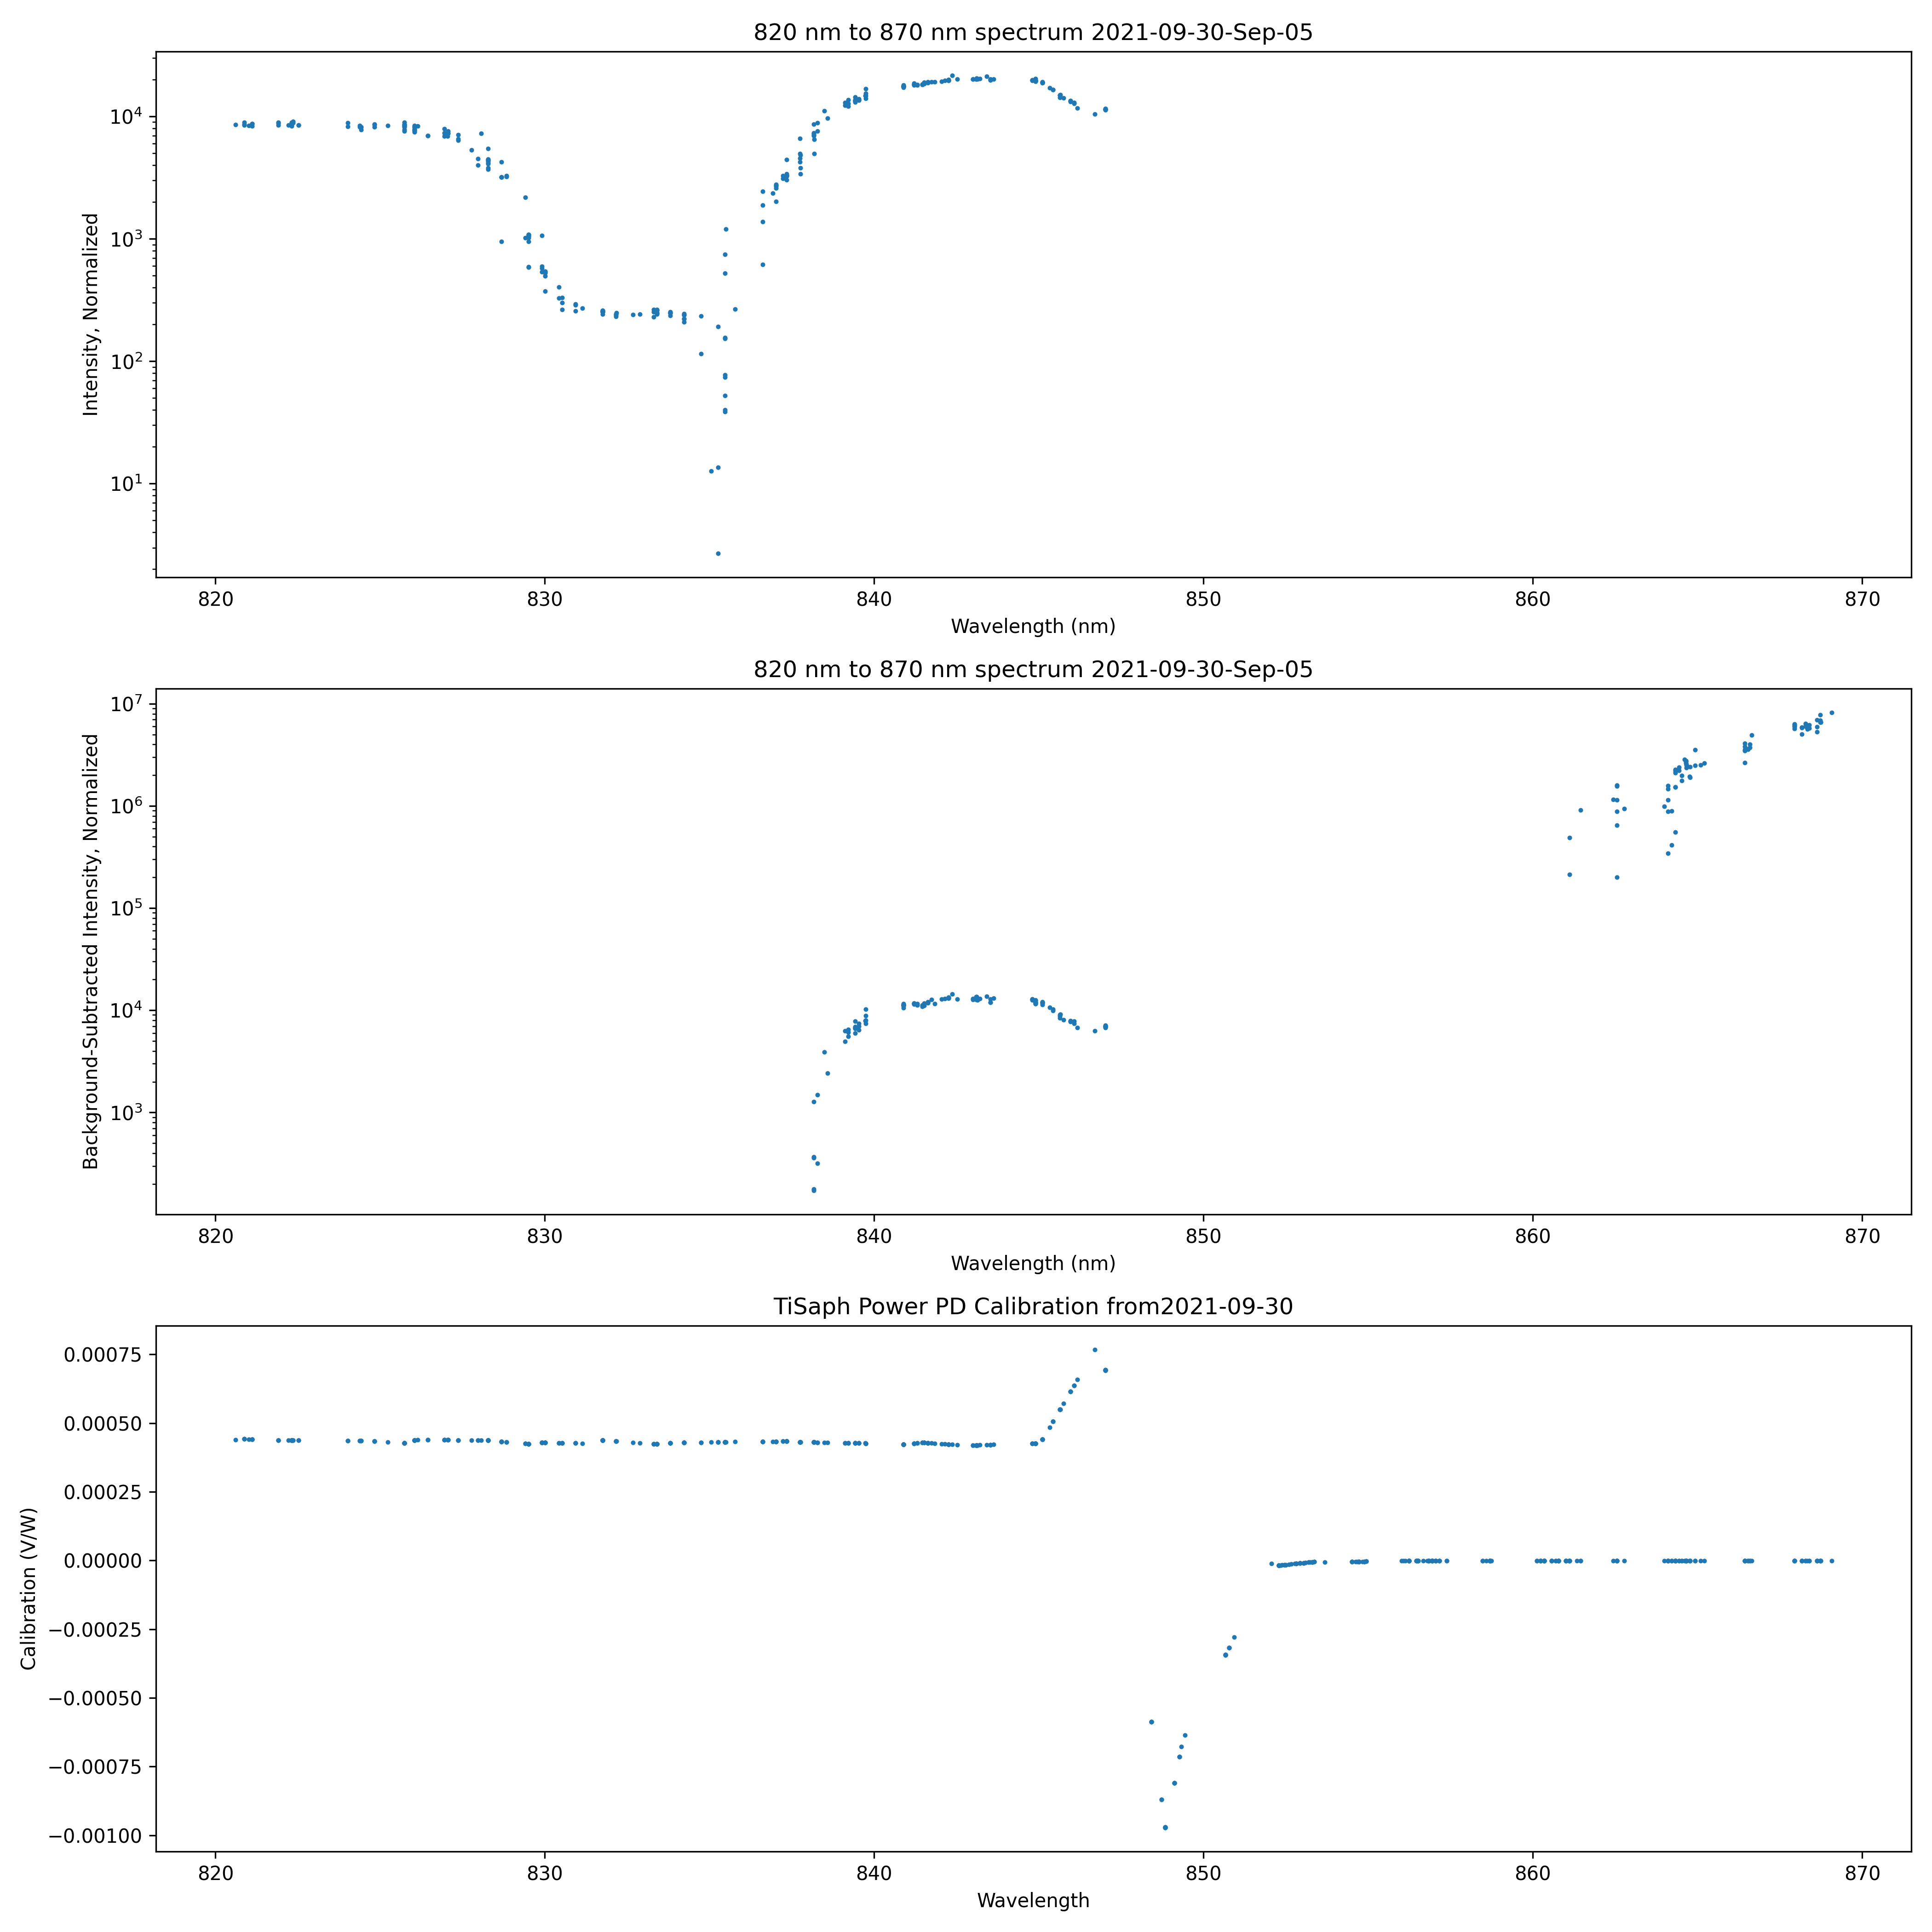 820 nm to 870 nm spectrum 2021-09-30-Sep-05
Intensity, Normalized
10^4
10^3
10^2
10^1
820 830 840 850 860 870
Wavelength (nm)
820 nm to 870 nm spectrum 2021-09-30-Sep-05
Background-Subtracted Intensity, Normalized
10^7
10^6
10^5
10^4
10^3
820 830 840 850 860 870
Wavelength (nm)
TiSaph Power PD Calibration from2021-09-30
Calibration (V/W)
0.00075
0.00050
0.00025
0.00000
−0.00025
−0.00050
−0.00075
−0.00100
820 830 840 850 860 870
Wavelength